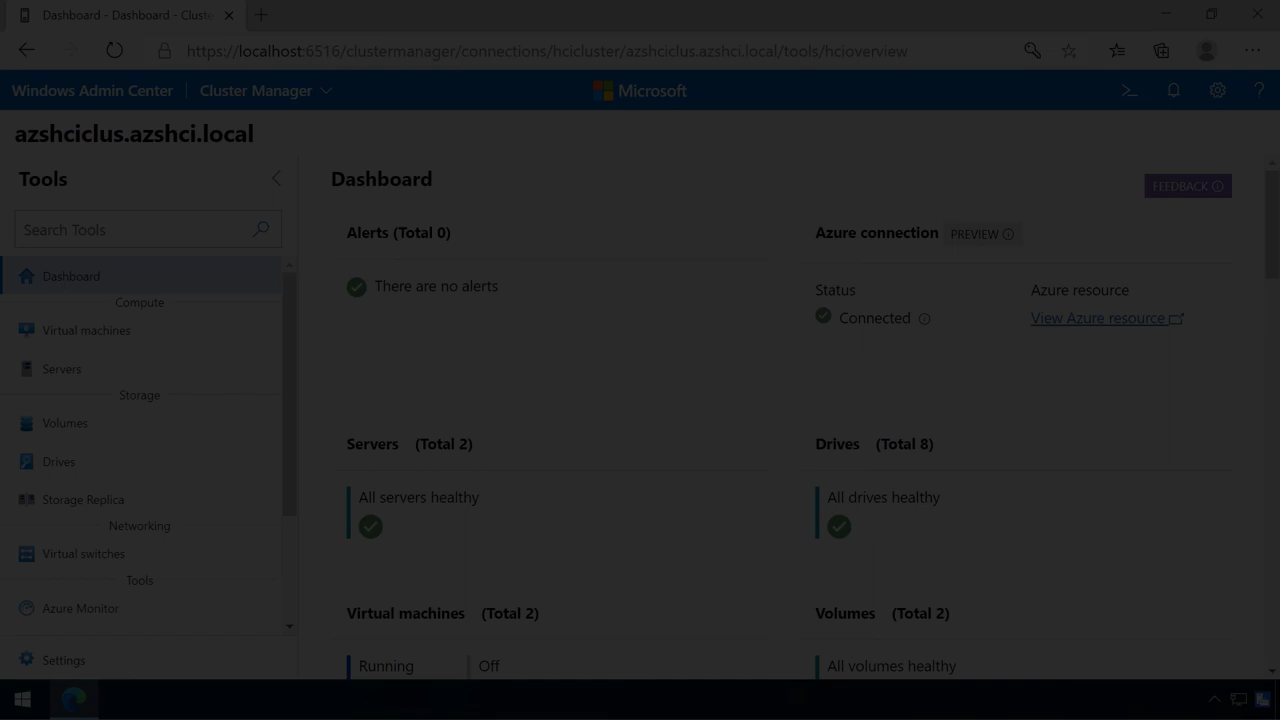 Dashboard - Dashboard - Cluste
https://localhost:6516/clustermanager/connections/hcicluster/azshciclus.azshci.local/tools/hcioverview
Windows Admin Center
Cluster Manager
Microsoft
azshciclus.azshci.local
Tools
Search Tools
Dashboard
Compute
Virtual machines
Servers
Storage
Volumes
Drives
Storage Replica
Networking
Virtual switches
Tools
Azure Monitor
Settings
Dashboard
FEEDBACK
Alerts (Total 0)
There are no alerts
Azure connection
PREVIEW
Status
Connected
Azure resource
View Azure resource
Servers (Total 2)
All servers healthy
Drives (Total 8)
All drives healthy
Virtual machines (Total 2)
Running
Off
Volumes (Total 2)
All volumes healthy